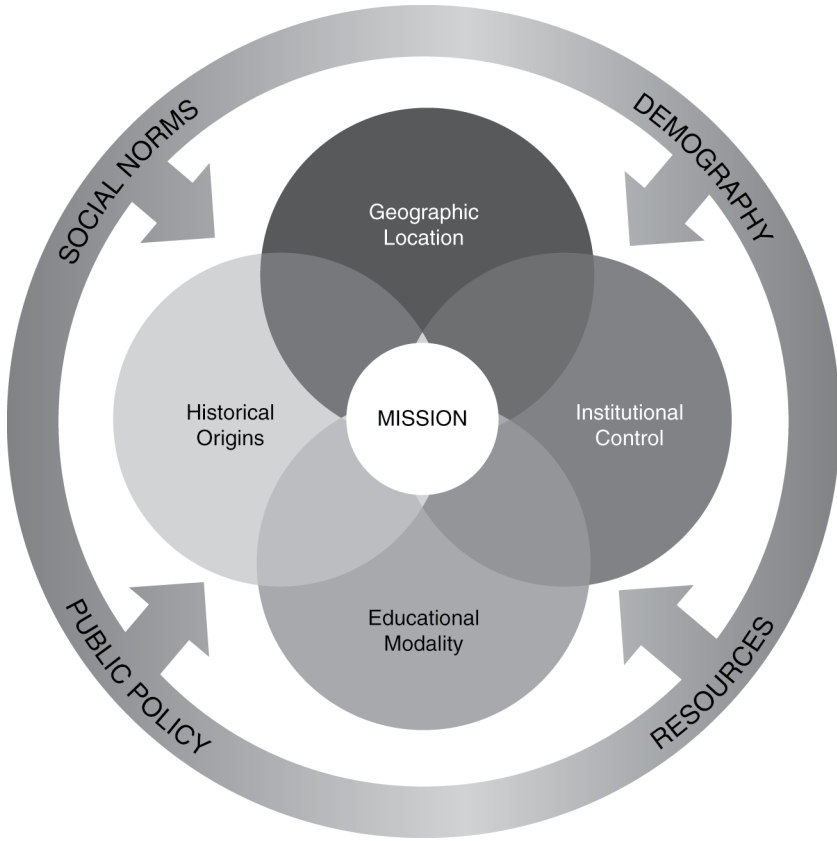 SOCIAL NORMS
DEMOGRAPHY
Geographic
Location
Historical
Origins
MISSION
Institutional
Control
Educational
Modality
PUBLIC POLICY
RESOURCES